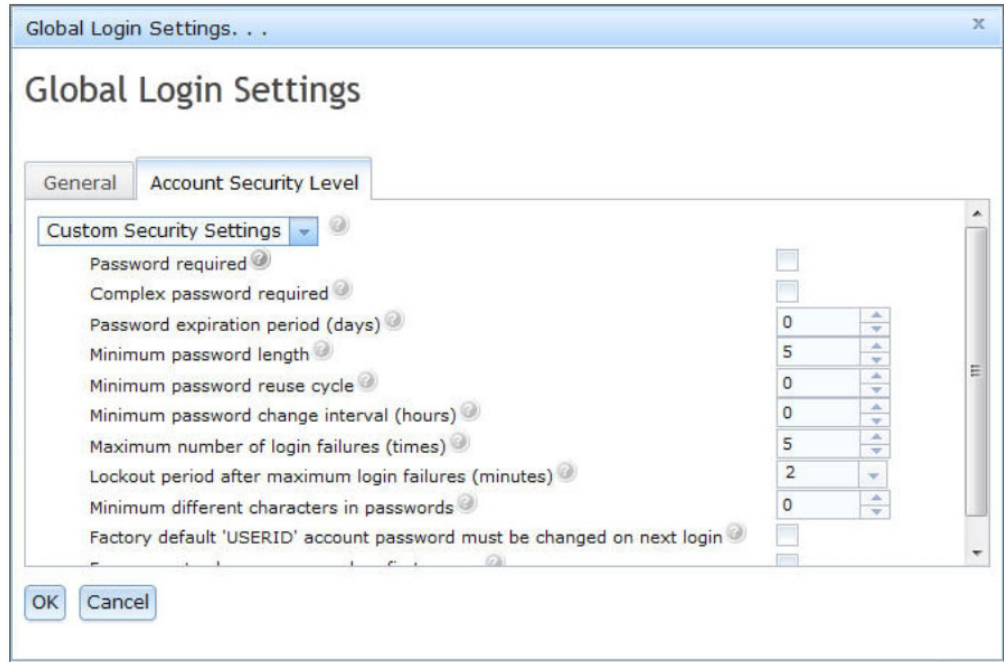 Global Login Settings. . .
x
Global Login Settings
General
Account Security Level
Custom Security Settings
?
Password required ?
Complex password required ?
Password expiration period (days) ? 0
Minimum password length ? 5
Minimum password reuse cycle ? 0
Minimum password change interval (hours) ? 0
Maximum number of login failures (times) ? 5
Lockout period after maximum login failures (minutes) ? 2
Minimum different characters in passwords ? 0
Factory default 'USERID' account password must be changed on next login ?
OK
Cancel